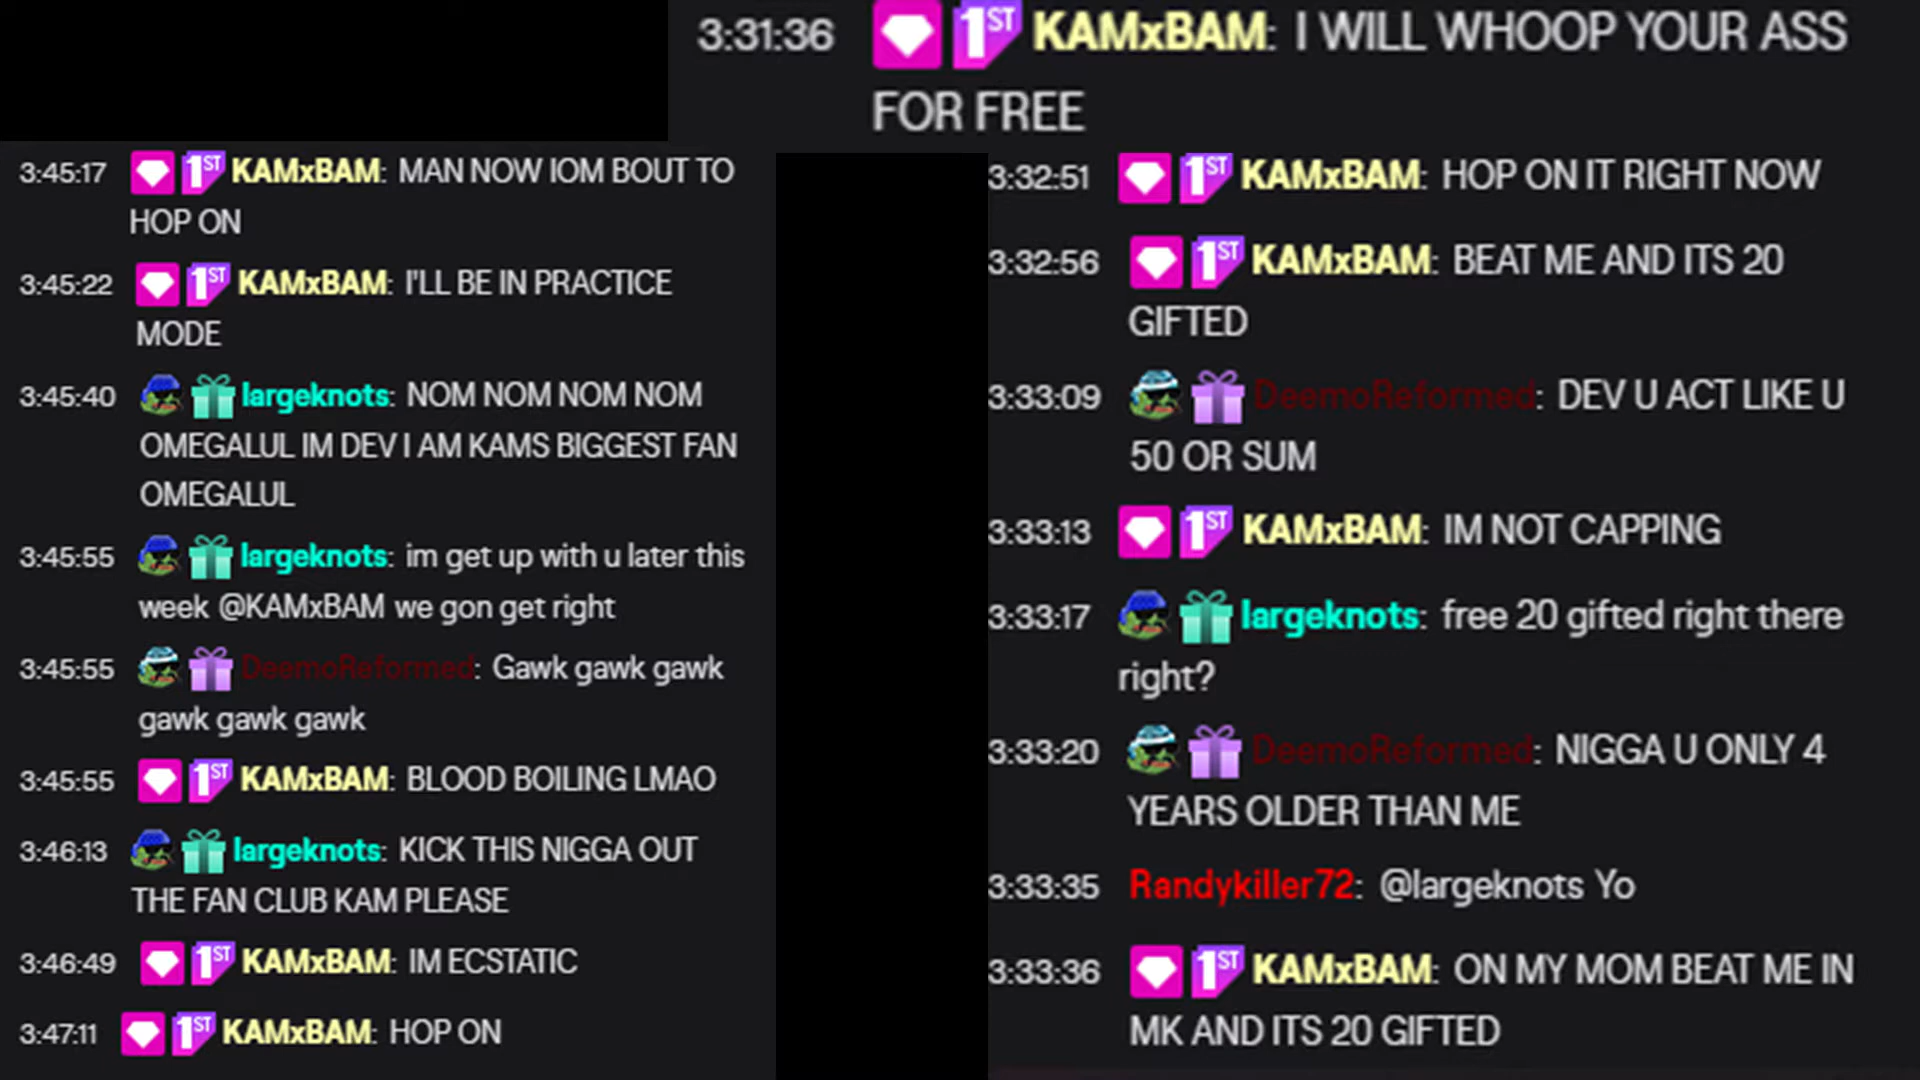 3:31:36 1ST KAMxBAM: I WILL WHOOP YOUR ASS
FOR FREE
3:45:17 1ST KAMxBAM: MAN NOW IOM BOUT TO
HOP ON
3:45:22 1ST KAMxBAM: I'LL BE IN PRACTICE
MODE
3:45:40 largeknots: NOM NOM NOM NOM
OMEGALUL IM DEV I AM KAMS BIGGEST FAN
OMEGALUL
3:45:55 largeknots: im get up with u later this
week @KAMxBAM we gon get right
3:45:55 DeemoReformed: Gawk gawk gawk
gawk gawk gawk
3:45:55 1ST KAMxBAM: BLOOD BOILING LMAO
3:46:13 largeknots: KICK THIS NIGGA OUT
THE FAN CLUB KAM PLEASE
3:46:49 1ST KAMxBAM: IM ECSTATIC
3:47:11 1ST KAMxBAM: HOP ON
3:32:51 1ST KAMxBAM: HOP ON IT RIGHT NOW
3:32:56 1ST KAMxBAM: BEAT ME AND ITS 20
GIFTED
3:33:09 DeemoReformed: DEV U ACT LIKE U
50 OR SUM
3:33:13 1ST KAMxBAM: IM NOT CAPPING
3:33:17 largeknots: free 20 gifted right there
right?
3:33:20 DeemoReformed: NIGGA U ONLY 4
YEARS OLDER THAN ME
3:33:35 Randykiller72: @largeknots Yo
3:33:36 1ST KAMxBAM: ON MY MOM BEAT ME IN
MK AND ITS 20 GIFTED